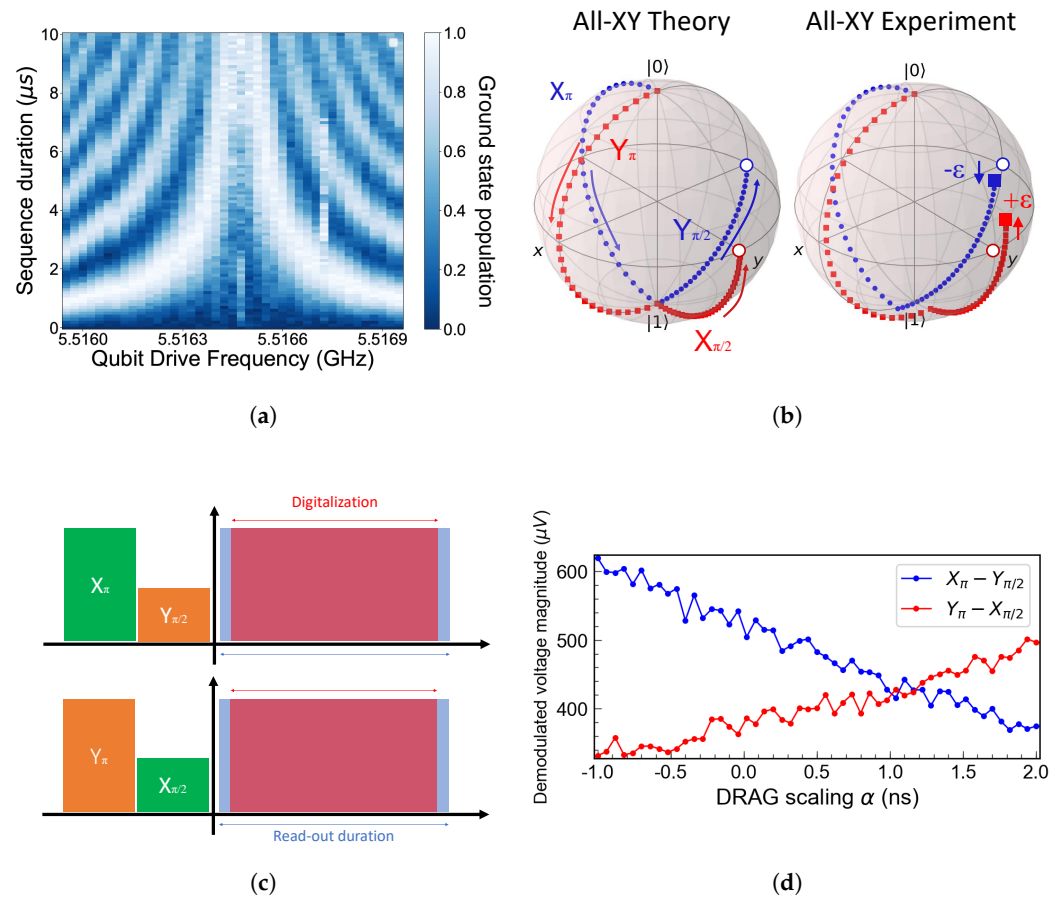 10
8
6
4
2
0
Sequence duration (μs)
5.5160
5.5163
5.5166
5.5169
Qubit Drive Frequency (GHz)
1.0
0.8
0.6
0.4
0.2
0.0
Ground state population
(a)
All-XY Theory
All-XY Experiment
|0⟩
|0⟩
Xπ
Yπ
Yπ/2
Xπ/2
x
y
|1⟩
-ε
+ε
x
y
|1⟩
(b)
Digitalization
Xπ
Yπ/2
Yπ
Xπ/2
Read-out duration
(c)
Demodulated voltage magnitude (μV)
600
500
400
Xπ − Yπ/2
Yπ − Xπ/2
-1.0
-0.5
0.0
0.5
1.0
1.5
2.0
DRAG scaling α (ns)
(d)